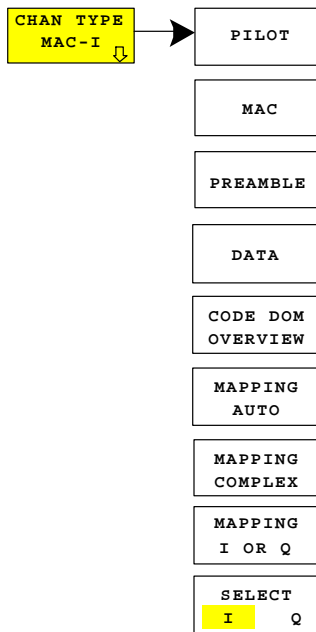 CHAN TYPE
MAC-I
PILOT
MAC
PREAMBLE
DATA
CODE DOM
OVERVIEW
MAPPING
AUTO
MAPPING
COMPLEX
MAPPING
I OR Q
SELECT
I Q